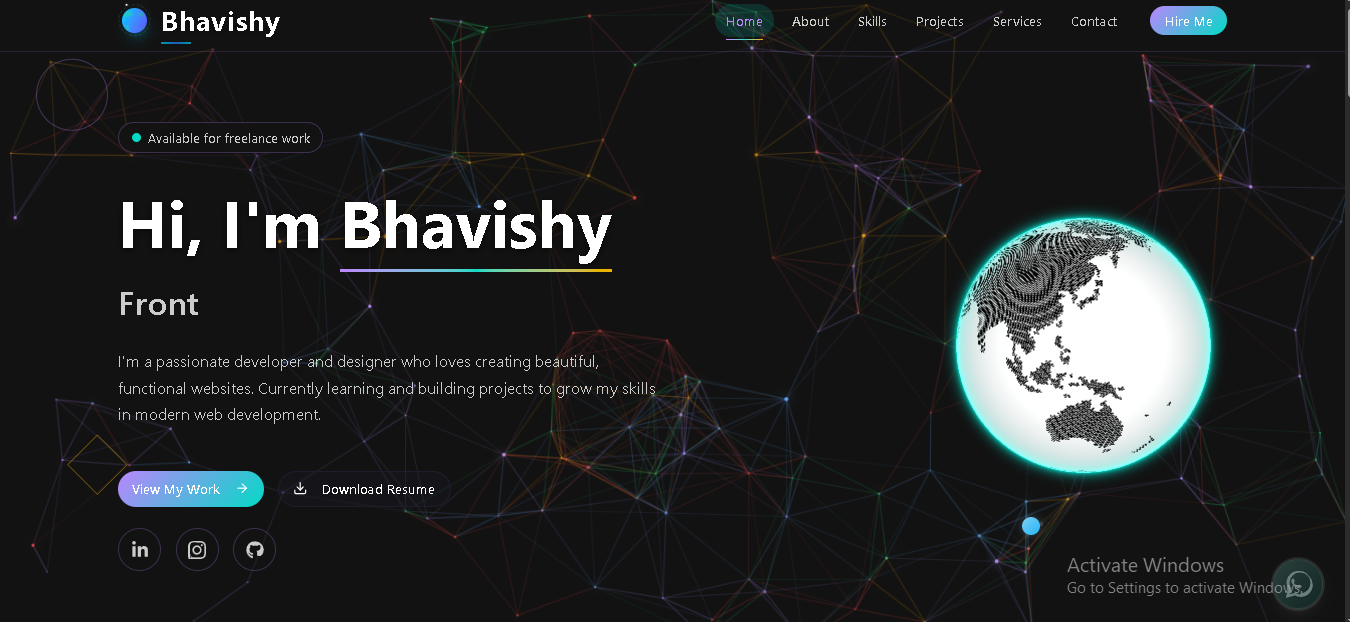 Bhavishy
Home About Skills Projects Services Contact Hire Me
Available for freelance work
Hi, I'm Bhavishy
Front
I'm a passionate developer and designer who loves creating beautiful,
functional websites. Currently learning and building projects to grow my skills
in modern web development.
View My Work → Download Resume
in
Activate Windows
Go to Settings to activate Windows.